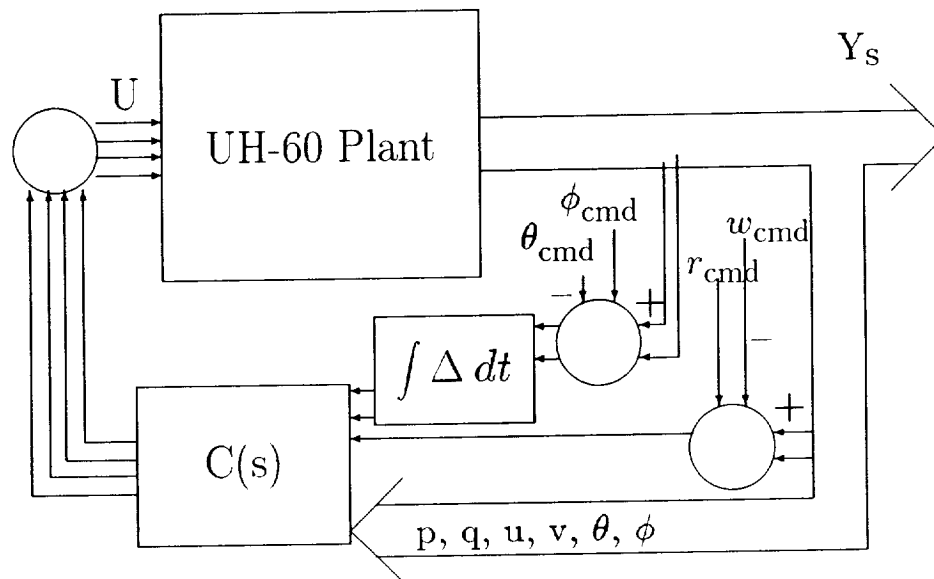 Y_s
U
UH-60 Plant
ϕ_cmd
θ_cmd
w_cmd
r_cmd
− +
−
∫ Δ dt
+
C(s)
p, q, u, v, θ, ϕ